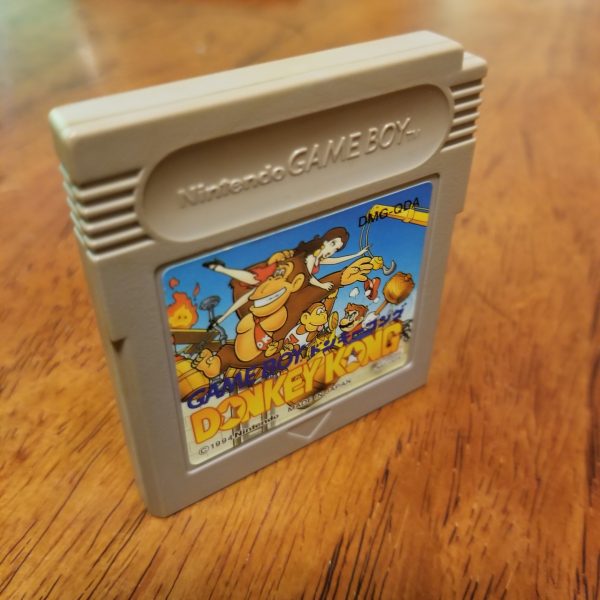 Nintendo GAME BOY™
DMG-QDA
GAME BOY ドンキーコング
DONKEY KONG
©1994 Nintendo MADE IN JAPAN